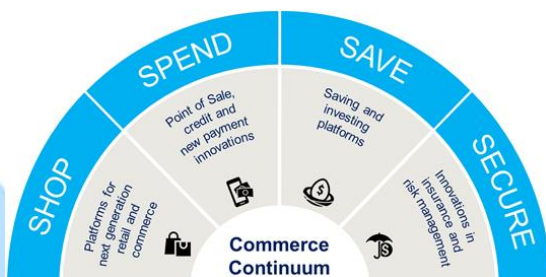 SHOP
Platforms for
next generation
retail and
commerce
SPEND
Point of Sale,
credit and
new payment
innovations
SAVE
Saving and
investing
platforms
SECURE
Innovations in
insurance and
risk management
$
$
Commerce
Continuum